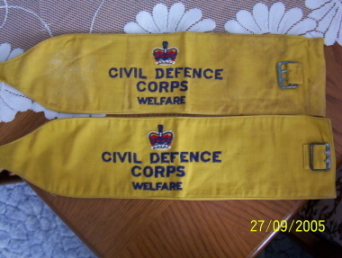 CIVIL DEFENCE
CORPS
WELFARE
CIVIL DEFENCE
CORPS
WELFARE
27/09/2005